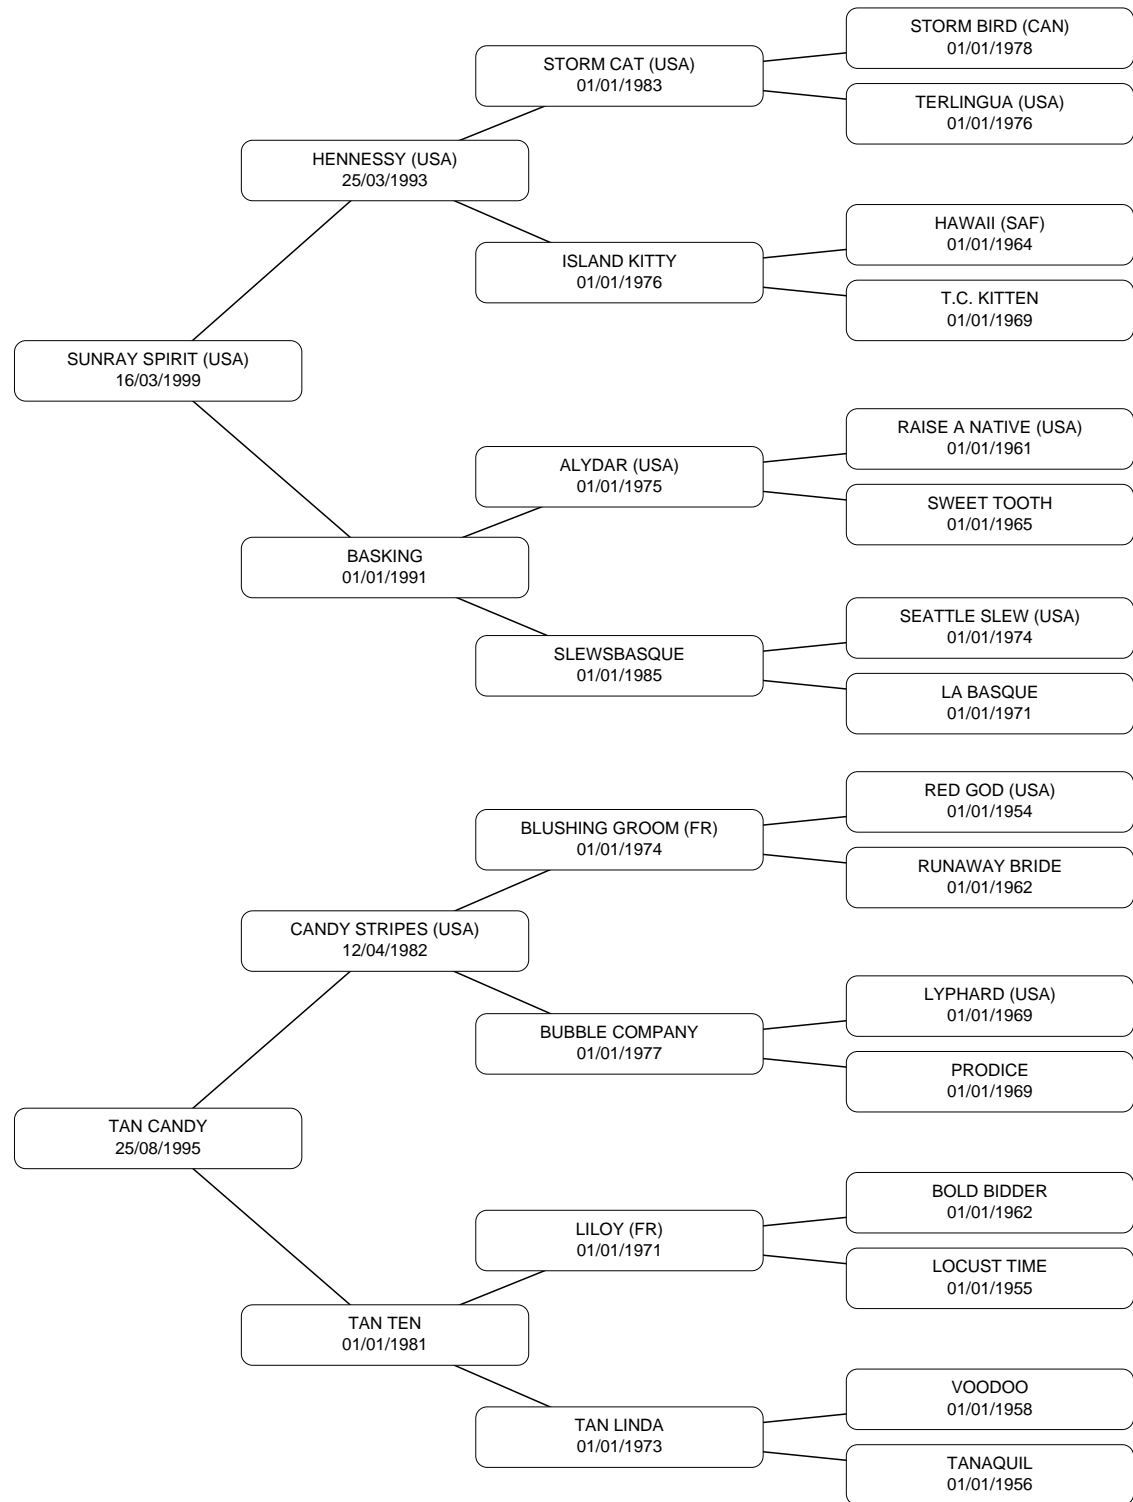 STORM BIRD (CAN)
01/01/1978
STORM CAT (USA)
01/01/1983
TERLINGUA (USA)
01/01/1976
HENNESSY (USA)
25/03/1993
HAWAII (SAF)
01/01/1964
ISLAND KITTY
01/01/1976
T.C. KITTEN
01/01/1969
SUNRAY SPIRIT (USA)
16/03/1999
RAISE A NATIVE (USA)
01/01/1961
ALYDAR (USA)
01/01/1975
SWEET TOOTH
01/01/1965
BASKING
01/01/1991
SEATTLE SLEW (USA)
01/01/1974
SLEWSBASQUE
01/01/1985
LA BASQUE
01/01/1971
RED GOD (USA)
01/01/1954
BLUSHING GROOM (FR)
01/01/1974
RUNAWAY BRIDE
01/01/1962
CANDY STRIPES (USA)
12/04/1982
LYPHARD (USA)
01/01/1969
BUBBLE COMPANY
01/01/1977
PRODICE
01/01/1969
TAN CANDY
25/08/1995
BOLD BIDDER
01/01/1962
LILOY (FR)
01/01/1971
LOCUST TIME
01/01/1955
TAN TEN
01/01/1981
VOODOO
01/01/1958
TAN LINDA
01/01/1973
TANAQUIL
01/01/1956